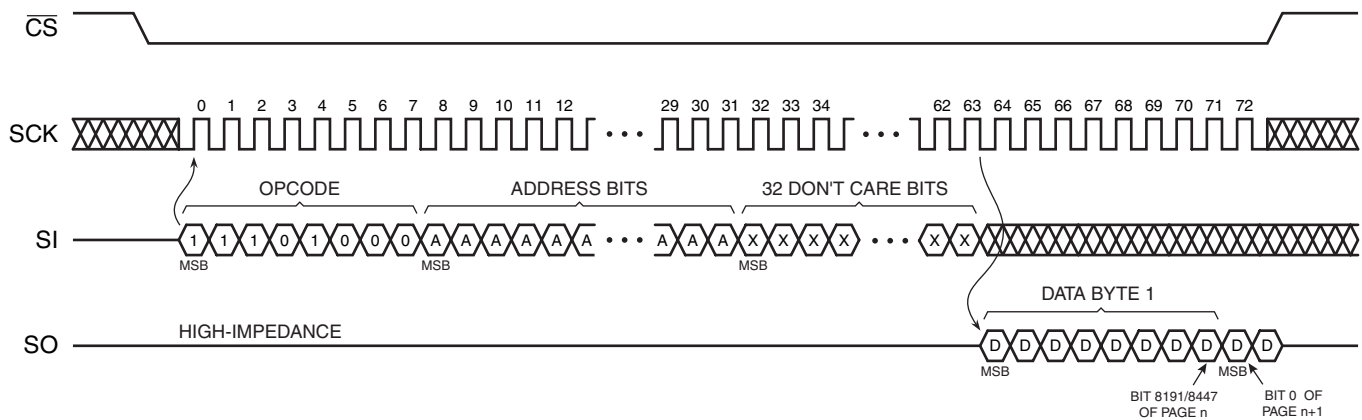 CS
0 1 2 3 4 5 6 7 8 9 10 11 12 29 30 31 32 33 34 62 63 64 65 66 67 68 69 70 71 72
SCK
OPCODE ADDRESS BITS 32 DON'T CARE BITS
SI 1 1 1 0 1 0 0 0 A A A A A A A A A X X X X X X
MSB MSB MSB
DATA BYTE 1
HIGH-IMPEDANCE
SO D D D D D D D D D D
MSB MSB
BIT 8191/8447
OF PAGE n
BIT 0 OF
PAGE n+1